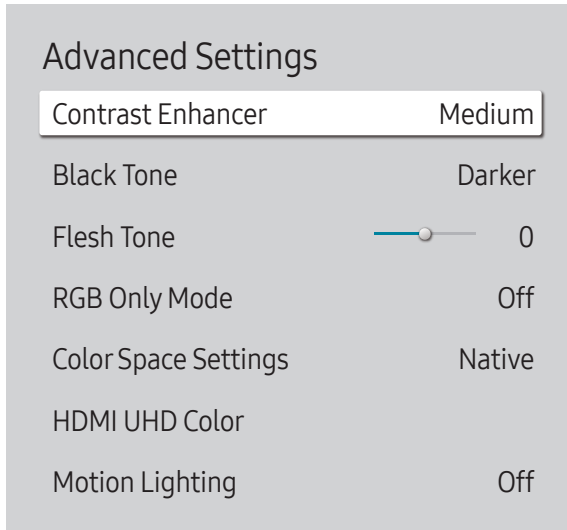 Advanced Settings
Contrast Enhancer Medium
Black Tone Darker
Flesh Tone 0
RGB Only Mode Off
Color Space Settings Native
HDMI UHD Color
Motion Lighting Off